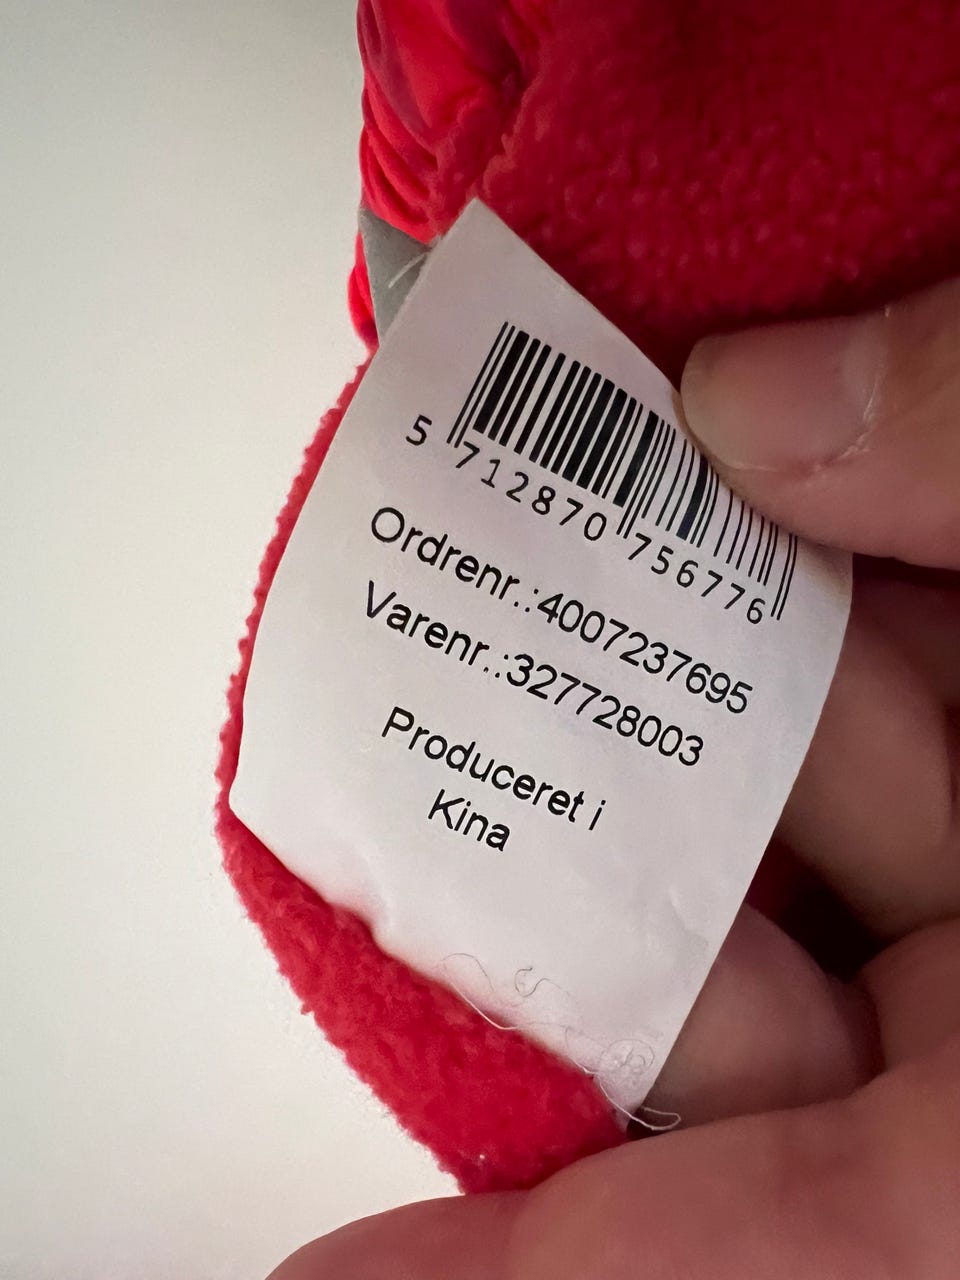 5 712870 756776
Ordrenr.:4007237695
Varenr.:327728003
Produceret i
Kina